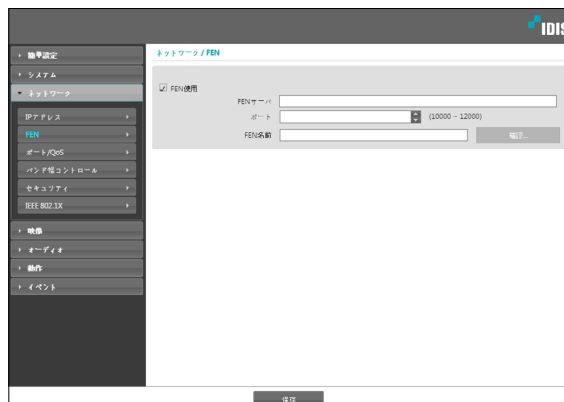 IDIS
簡単設定
システム
ネットワーク
IPアドレス
FEN
ポート/QoS
バンド幅コントロール
セキュリティ
IEEE 802.1X
映像
オーディオ
動作
イベント
ネットワーク / FEN
FEN使用
FENサーバ
ポート (10000 ~ 12000)
FEN名前 確認...
保存